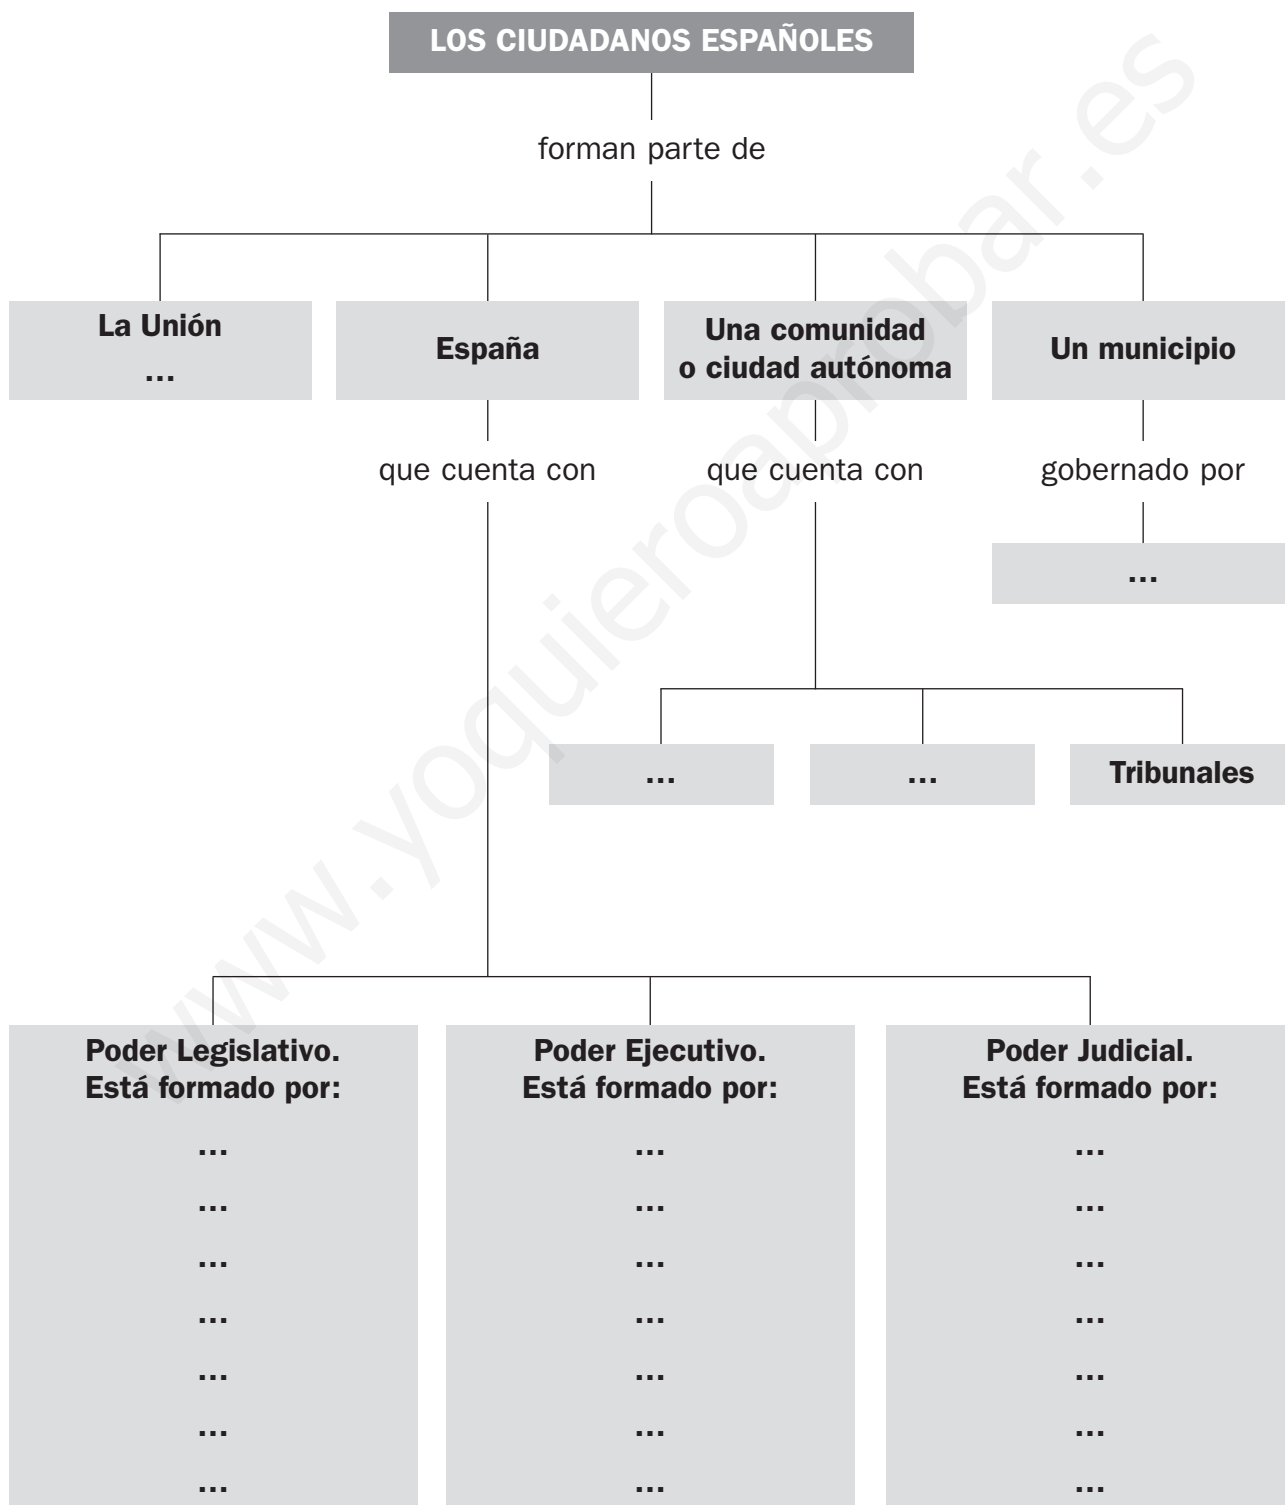 LOS CIUDADANOS ESPAÑOLES
forman parte de
La Unión
...
España
Una comunidad
o ciudad autónoma
Un municipio
que cuenta con
que cuenta con
gobernado por
...
...
...
Tribunales
Poder Legislativo.
Está formado por:
...
...
...
...
...
...
...
Poder Ejecutivo.
Está formado por:
...
...
...
...
...
...
...
Poder Judicial.
Está formado por:
...
...
...
...
...
...
...
www.yoquieroaprobar.es